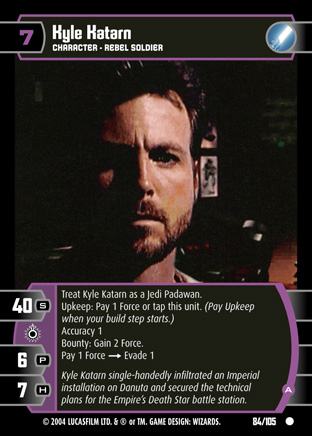 7 Kyle Katarn
CHARACTER • REBEL SOLDIER
40 S
6 P
7 H
Treat Kyle Katarn as a Jedi Padawan.
Upkeep: Pay 1 Force or tap this unit. (Pay Upkeep
when your build step starts.)
Accuracy 1
Bounty: Gain 2 Force.
Pay 1 Force → Evade 1
Kyle Katarn single-handedly infiltrated an Imperial
installation on Danuta and secured the technical
plans for the Empire's Death Star battle station.
A
© 2004 LUCASFILM LTD. & ® or TM. GAME DESIGN: WIZARDS. 84/105